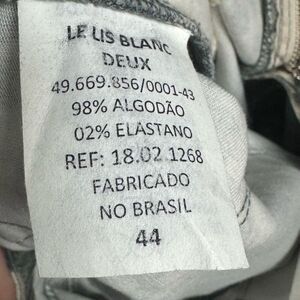 LE LIS BLANC
DEUX
49.669.856/0001-43
98% ALGODÃO
02% ELASTANO
REF: 18.02.1268
FABRICADO
NO BRASIL
44